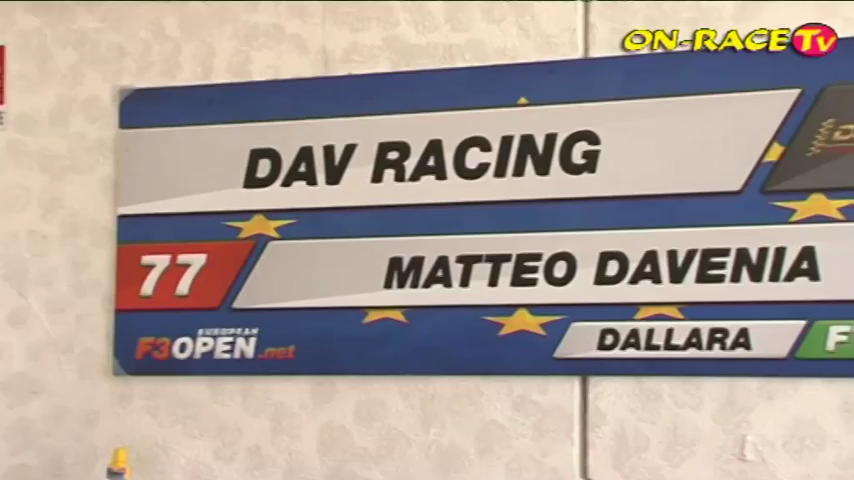 ON-RACE Tv
DAV RACING
77 MATTEO DAVENIA
EUROPEAN
F3OPEN.net
DALLARA